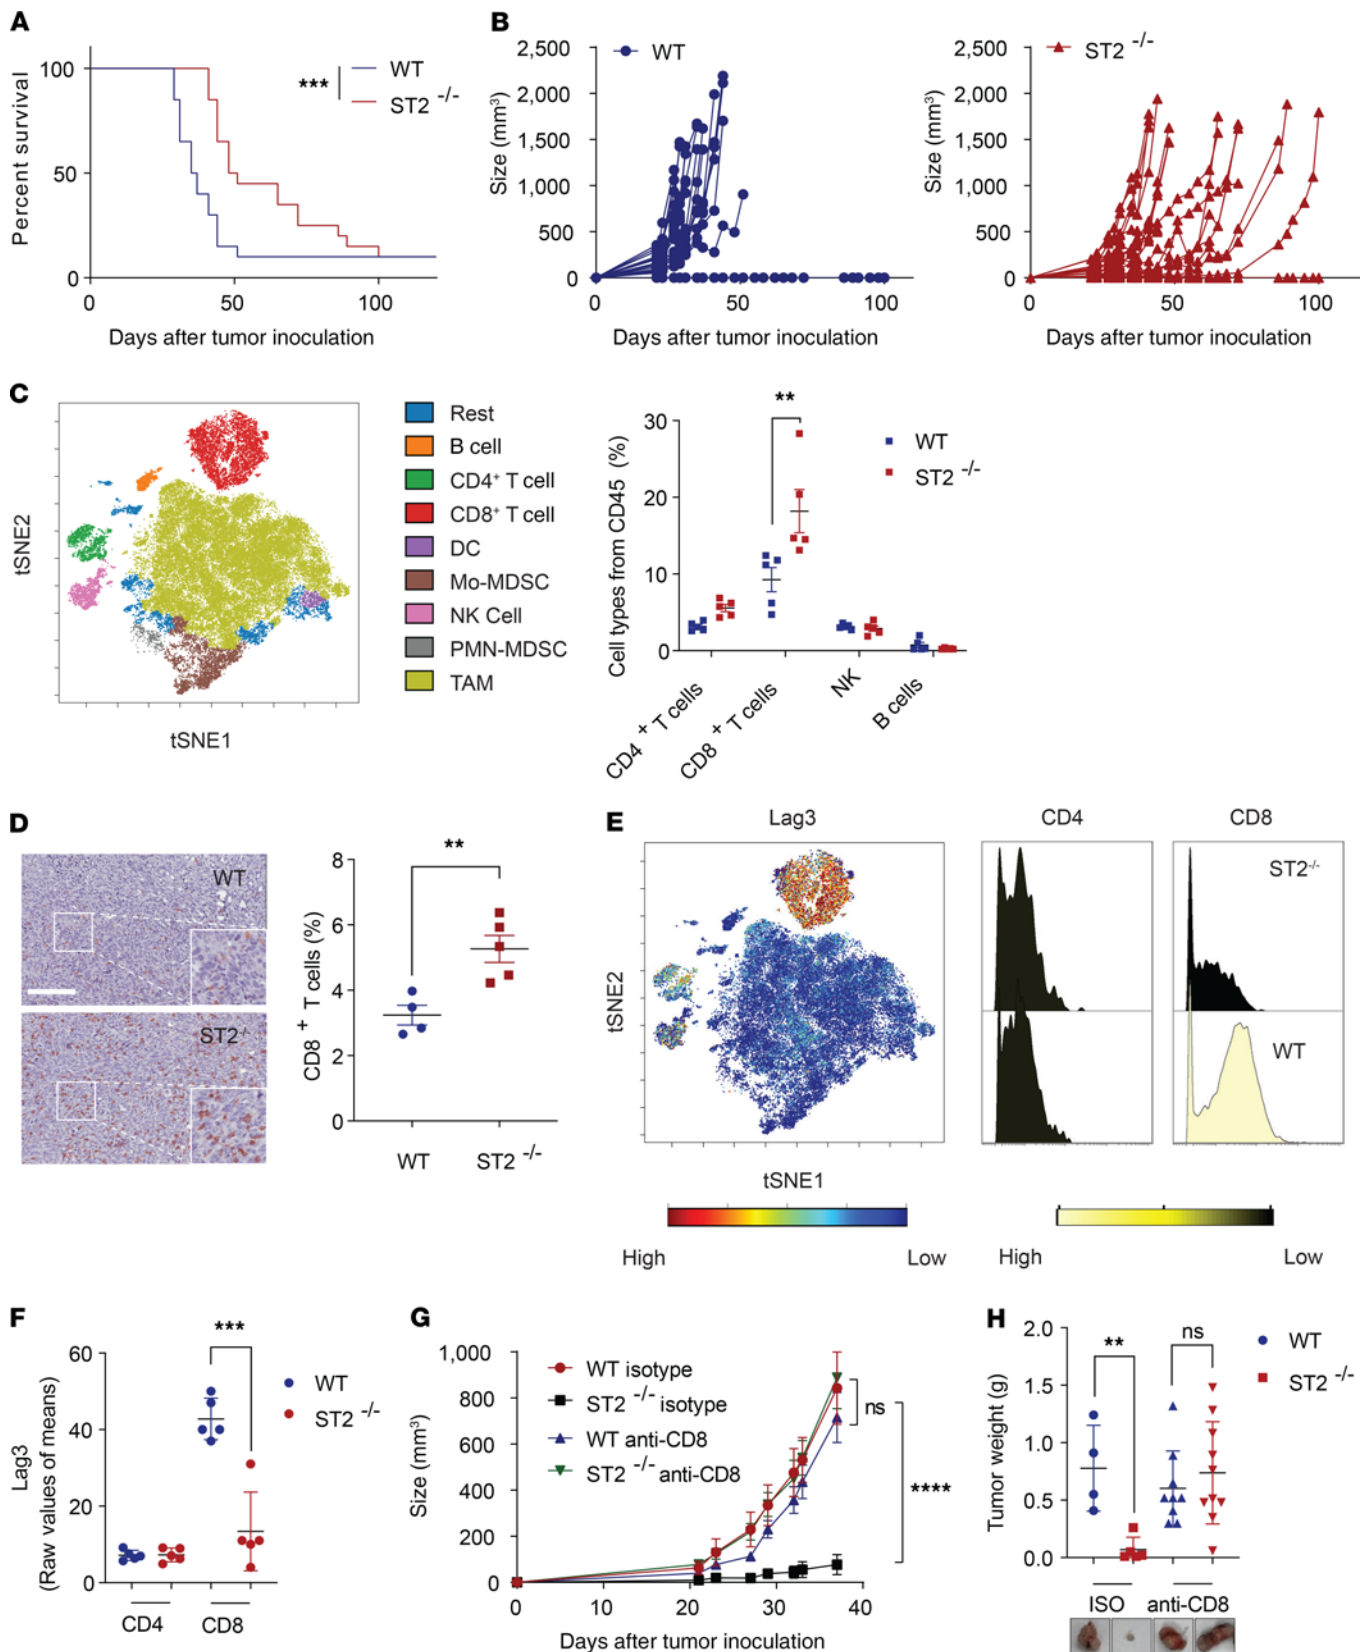 A
Percent survival
100
50
0
0
50
100
Days after tumor inoculation
***
WT
ST2 -/-
B
Size (mm³)
2,500
2,000
1,500
1,000
500
0
0
50
100
Days after tumor inoculation
WT
Size (mm³)
2,500
2,000
1,500
1,000
500
0
0
50
100
Days after tumor inoculation
ST2 -/-
C
tSNE2
tSNE1
Rest
B cell
CD4⁺ T cell
CD8⁺ T cell
DC
Mo-MDSC
NK Cell
PMN-MDSC
TAM
Cell types from CD45 (%)
30
20
10
0
**
WT
ST2 -/-
CD4 + T cells
CD8 + T cells
NK
B cells
D
WT
ST2-/-
CD8 + T cells (%)
8
6
4
2
0
**
WT
ST2 -/-
E
Lag3
tSNE2
tSNE1
High
Low
CD4
CD8
ST2-/-
WT
High
Low
F
Lag3
(Raw values of means)
60
40
20
0
***
WT
ST2 -/-
CD4
CD8
G
Size (mm³)
1,000
800
600
400
200
0
0
10
20
30
40
Days after tumor inoculation
WT isotype
ST2 -/- isotype
WT anti-CD8
ST2 -/- anti-CD8
ns
****
H
Tumor weight (g)
2.0
1.5
1.0
0.5
0.0
**
ns
WT
ST2 -/-
ISO
anti-CD8